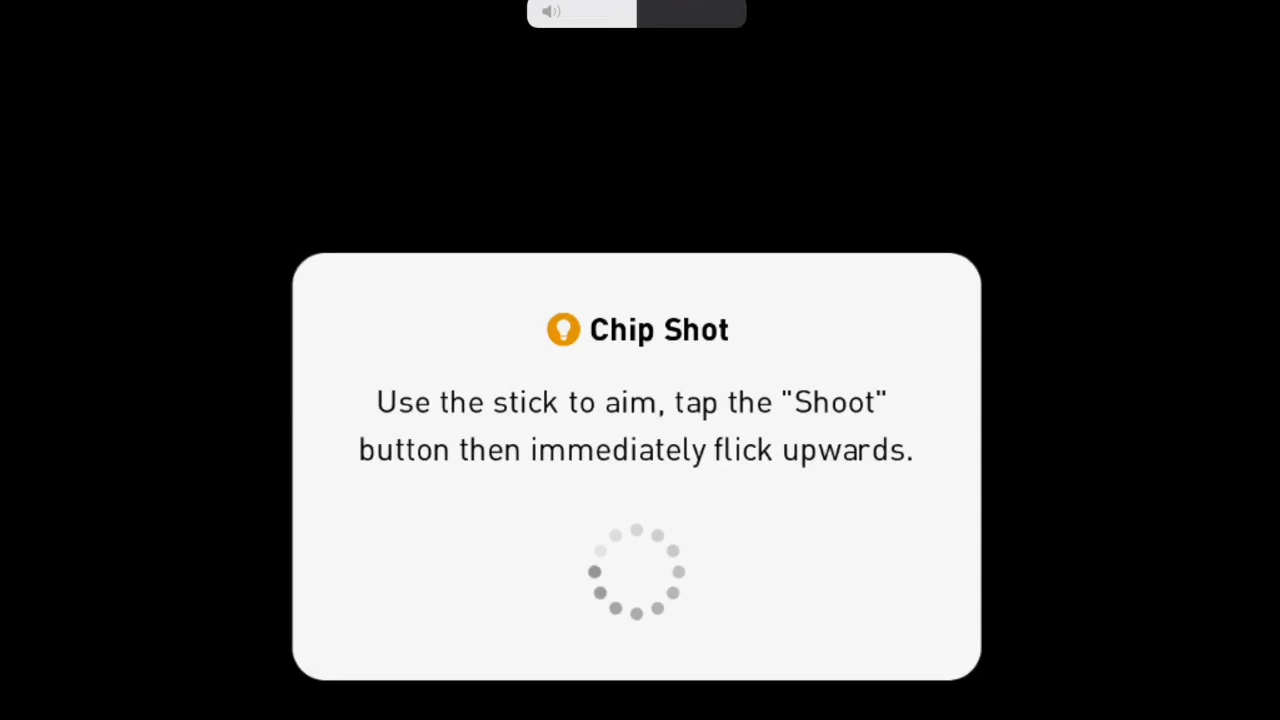 Chip Shot
Use the stick to aim, tap the "Shoot"
button then immediately flick upwards.